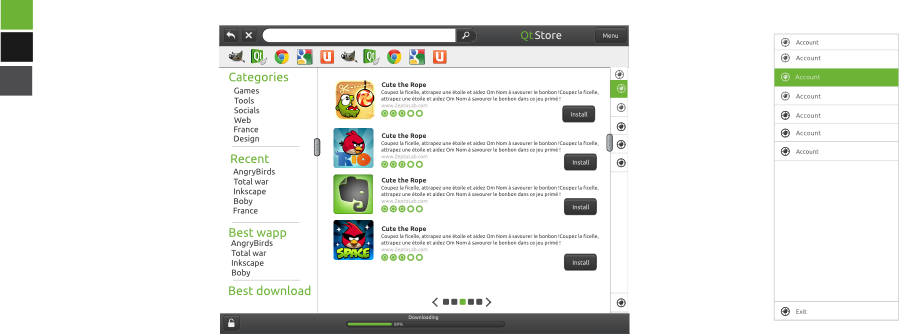 QtStore
Menu
Categories
Games
Tools
Socials
Web
France
Design
Recent
AngryBirds
Total war
Inkscape
Boby
France
Best wapp
AngryBirds
Total war
Inkscape
Boby
Best download
Cute the Rope
Coupez la ficelle, attrapez une étoile et aidez Om Nom à savourer le bonbon !Coupez la ficelle,
attrapez une étoile et aidez Om Nom à savourer le bonbon dans ce jeu primé !
www.ZeptoLab.com
Install
Cute the Rope
Coupez la ficelle, attrapez une étoile et aidez Om Nom à savourer le bonbon !Coupez la ficelle,
attrapez une étoile et aidez Om Nom à savourer le bonbon dans ce jeu primé !
www.ZeptoLab.com
RIO
Install
Cute the Rope
Coupez la ficelle, attrapez une étoile et aidez Om Nom à savourer le bonbon !Coupez la ficelle,
attrapez une étoile et aidez Om Nom à savourer le bonbon dans ce jeu primé !
www.ZeptoLab.com
Install
Cute the Rope
Coupez la ficelle, attrapez une étoile et aidez Om Nom à savourer le bonbon !Coupez la ficelle,
attrapez une étoile et aidez Om Nom à savourer le bonbon dans ce jeu primé !
www.ZeptoLab.com
SPACE
Install
Downloading
Account
Account
Account
Account
Account
Account
Account
Exit